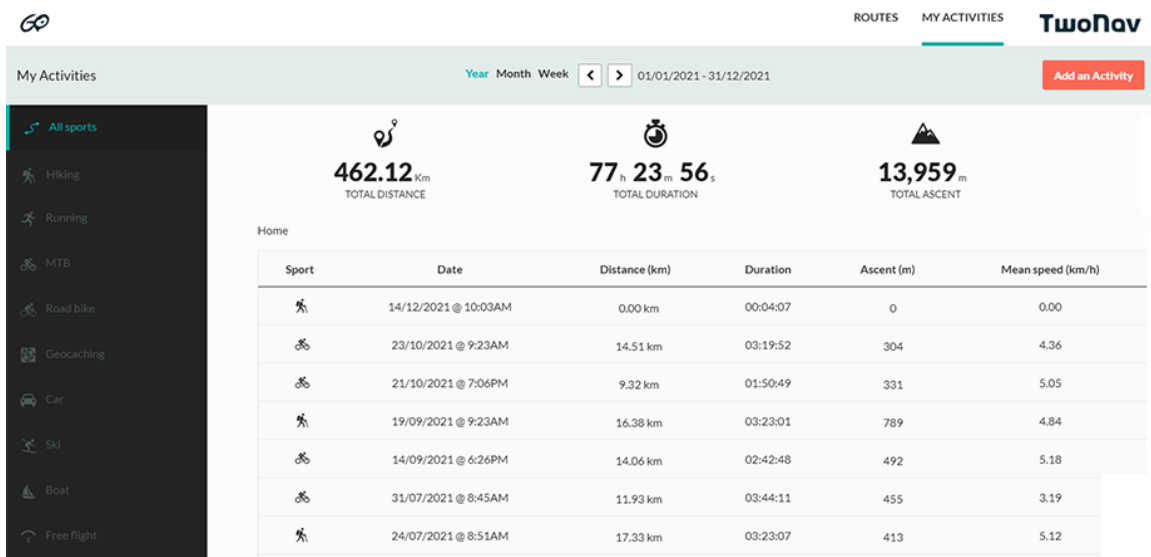 GO
ROUTES MY ACTIVITIES TwoNav
My Activities
Year Month Week 01/01/2021 - 31/12/2021
Add an Activity
All sports
Hiking
Running
MTB
Road bike
Geocaching
Car
Ski
Boat
Free flight
462.12 Km
TOTAL DISTANCE
77 h 23 m 56 s
TOTAL DURATION
13,959 m
TOTAL ASCENT
Home
Sport Date Distance (km) Duration Ascent (m) Mean speed (km/h)
14/12/2021 @ 10:03AM 0.00 km 00:04:07 0 0.00
23/10/2021 @ 9:23AM 14.51 km 03:19:52 304 4.36
21/10/2021 @ 7:06PM 9.32 km 01:50:49 331 5.05
19/09/2021 @ 9:23AM 16.38 km 03:23:01 789 4.84
14/09/2021 @ 6:26PM 14.06 km 02:42:48 492 5.18
31/07/2021 @ 8:45AM 11.93 km 03:44:11 455 3.19
24/07/2021 @ 8:51AM 17.33 km 03:23:07 413 5.12